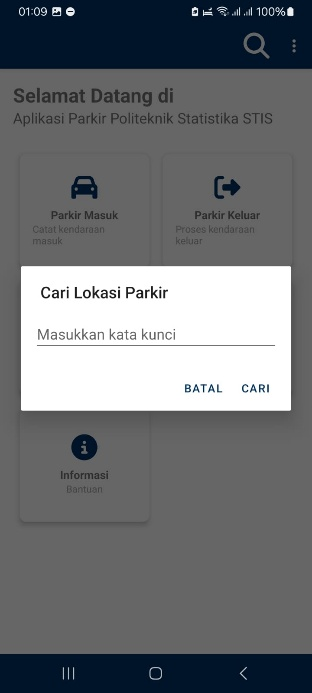 01:09
100%
Selamat Datang di
Aplikasi Parkir Politeknik Statistika STIS
Parkir Masuk
Catat kendaraan
masuk
Parkir Keluar
Proses kendaraan
keluar
Cari Lokasi Parkir
Masukkan kata kunci
BATAL
CARI
Informasi
Bantuan